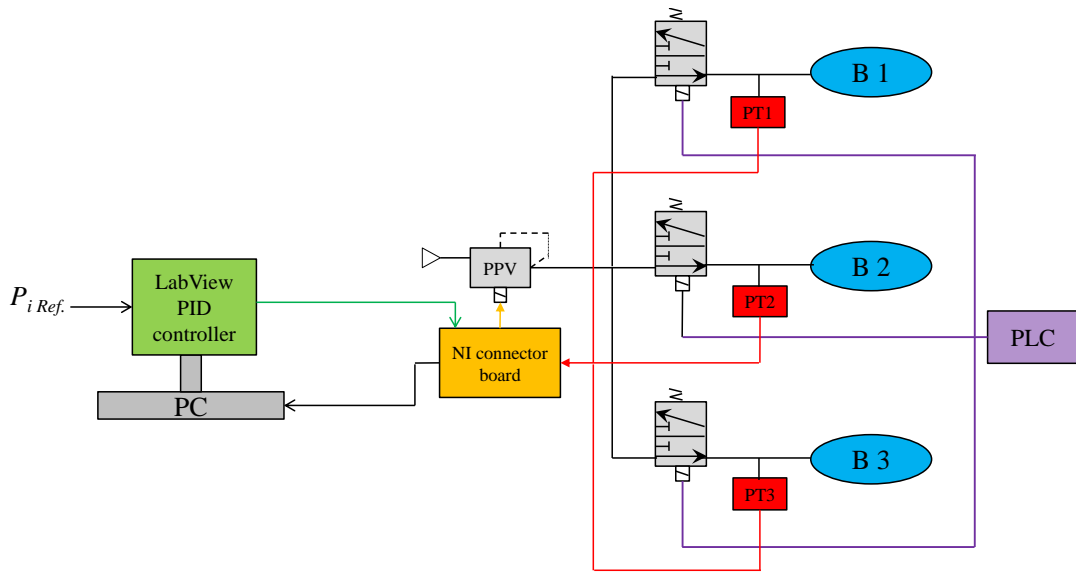 B 1
PT1
PPV
B 2
PT2
P i Ref.
LabView
PID
controller
NI connector
board
PLC
PC
B 3
PT3